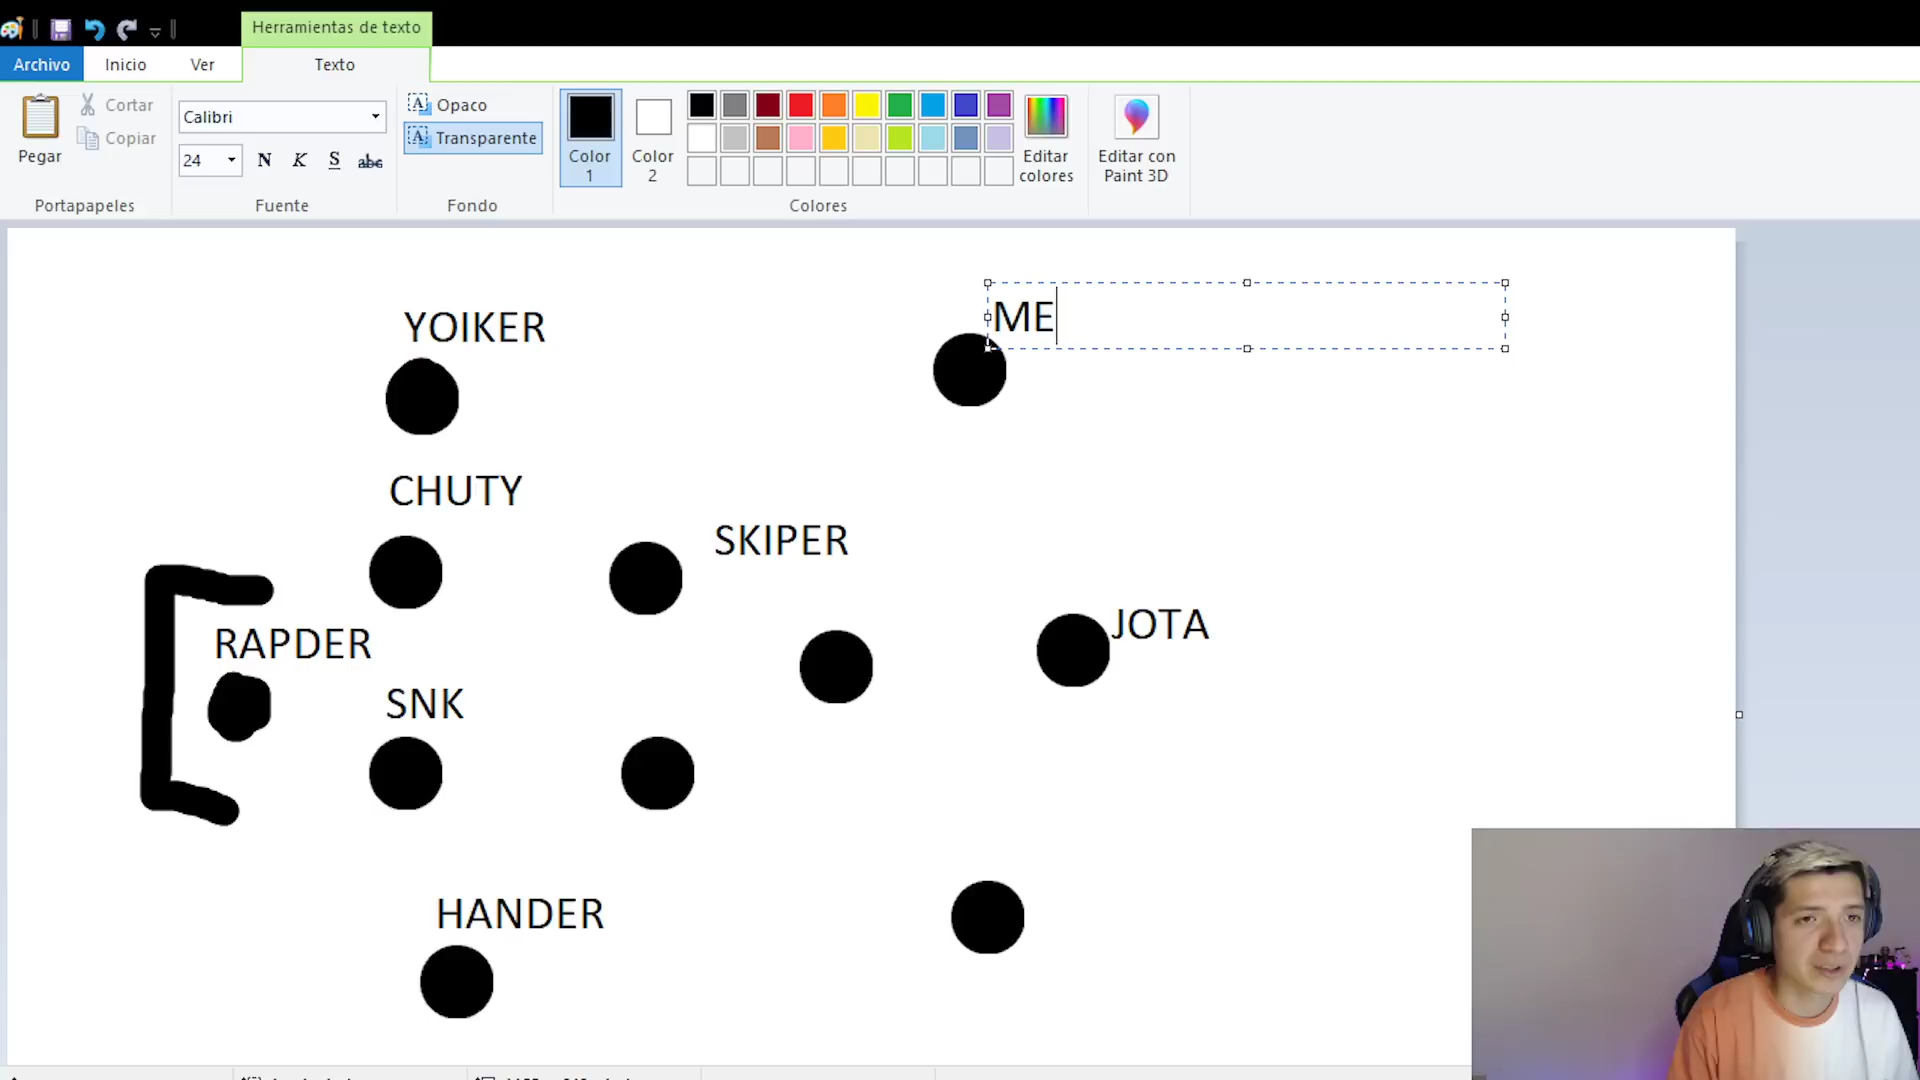 Herramientas de texto
Archivo Inicio Ver Texto
Pegar
Cortar
Copiar
Portapapeles
Calibri
24
N K S abc
Fuente
Opaco
Transparente
Fondo
Color 1
Color 2
Editar colores
Colores
Editar con Paint 3D
YOIKER
ME
CHUTY
SKIPER
JOTA
RAPDER
SNK
HANDER